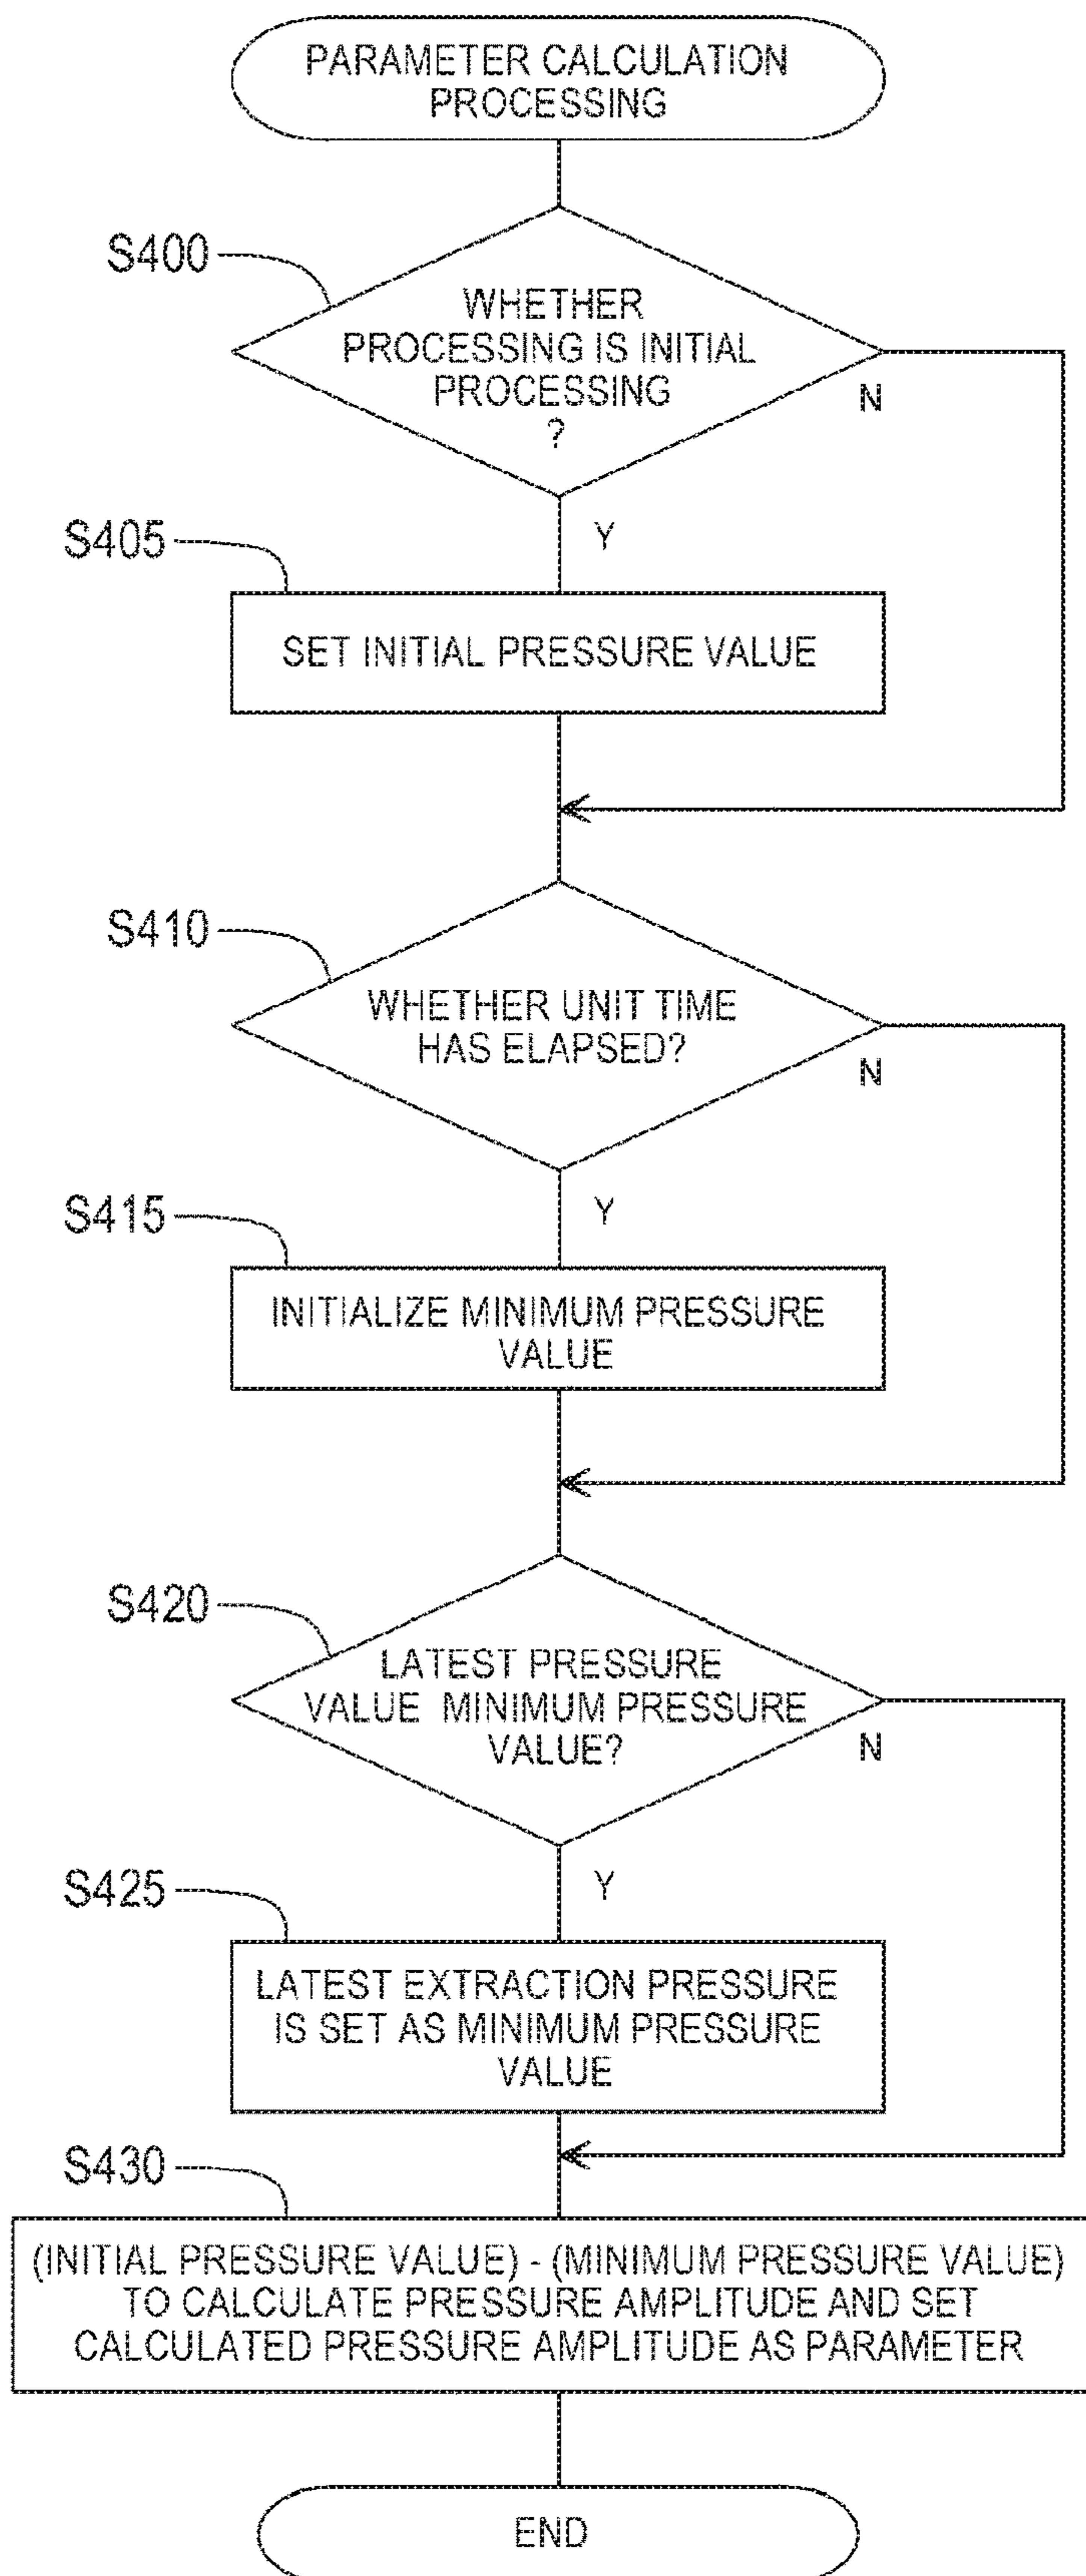 PARAMETER CALCULATION
PROCESSING
S400
WHETHER
PROCESSING IS INITIAL
PROCESSING
?
N
Y
S405
SET INITIAL PRESSURE VALUE
S410
WHETHER UNIT TIME
HAS ELAPSED?
N
Y
S415
INITIALIZE MINIMUM PRESSURE
VALUE
S420
LATEST PRESSURE
VALUE MINIMUM PRESSURE
VALUE?
N
Y
S425
LATEST EXTRACTION PRESSURE
IS SET AS MINIMUM PRESSURE
VALUE
S430
(INITIAL PRESSURE VALUE) - (MINIMUM PRESSURE VALUE)
TO CALCULATE PRESSURE AMPLITUDE AND SET
CALCULATED PRESSURE AMPLITUDE AS PARAMETER
END